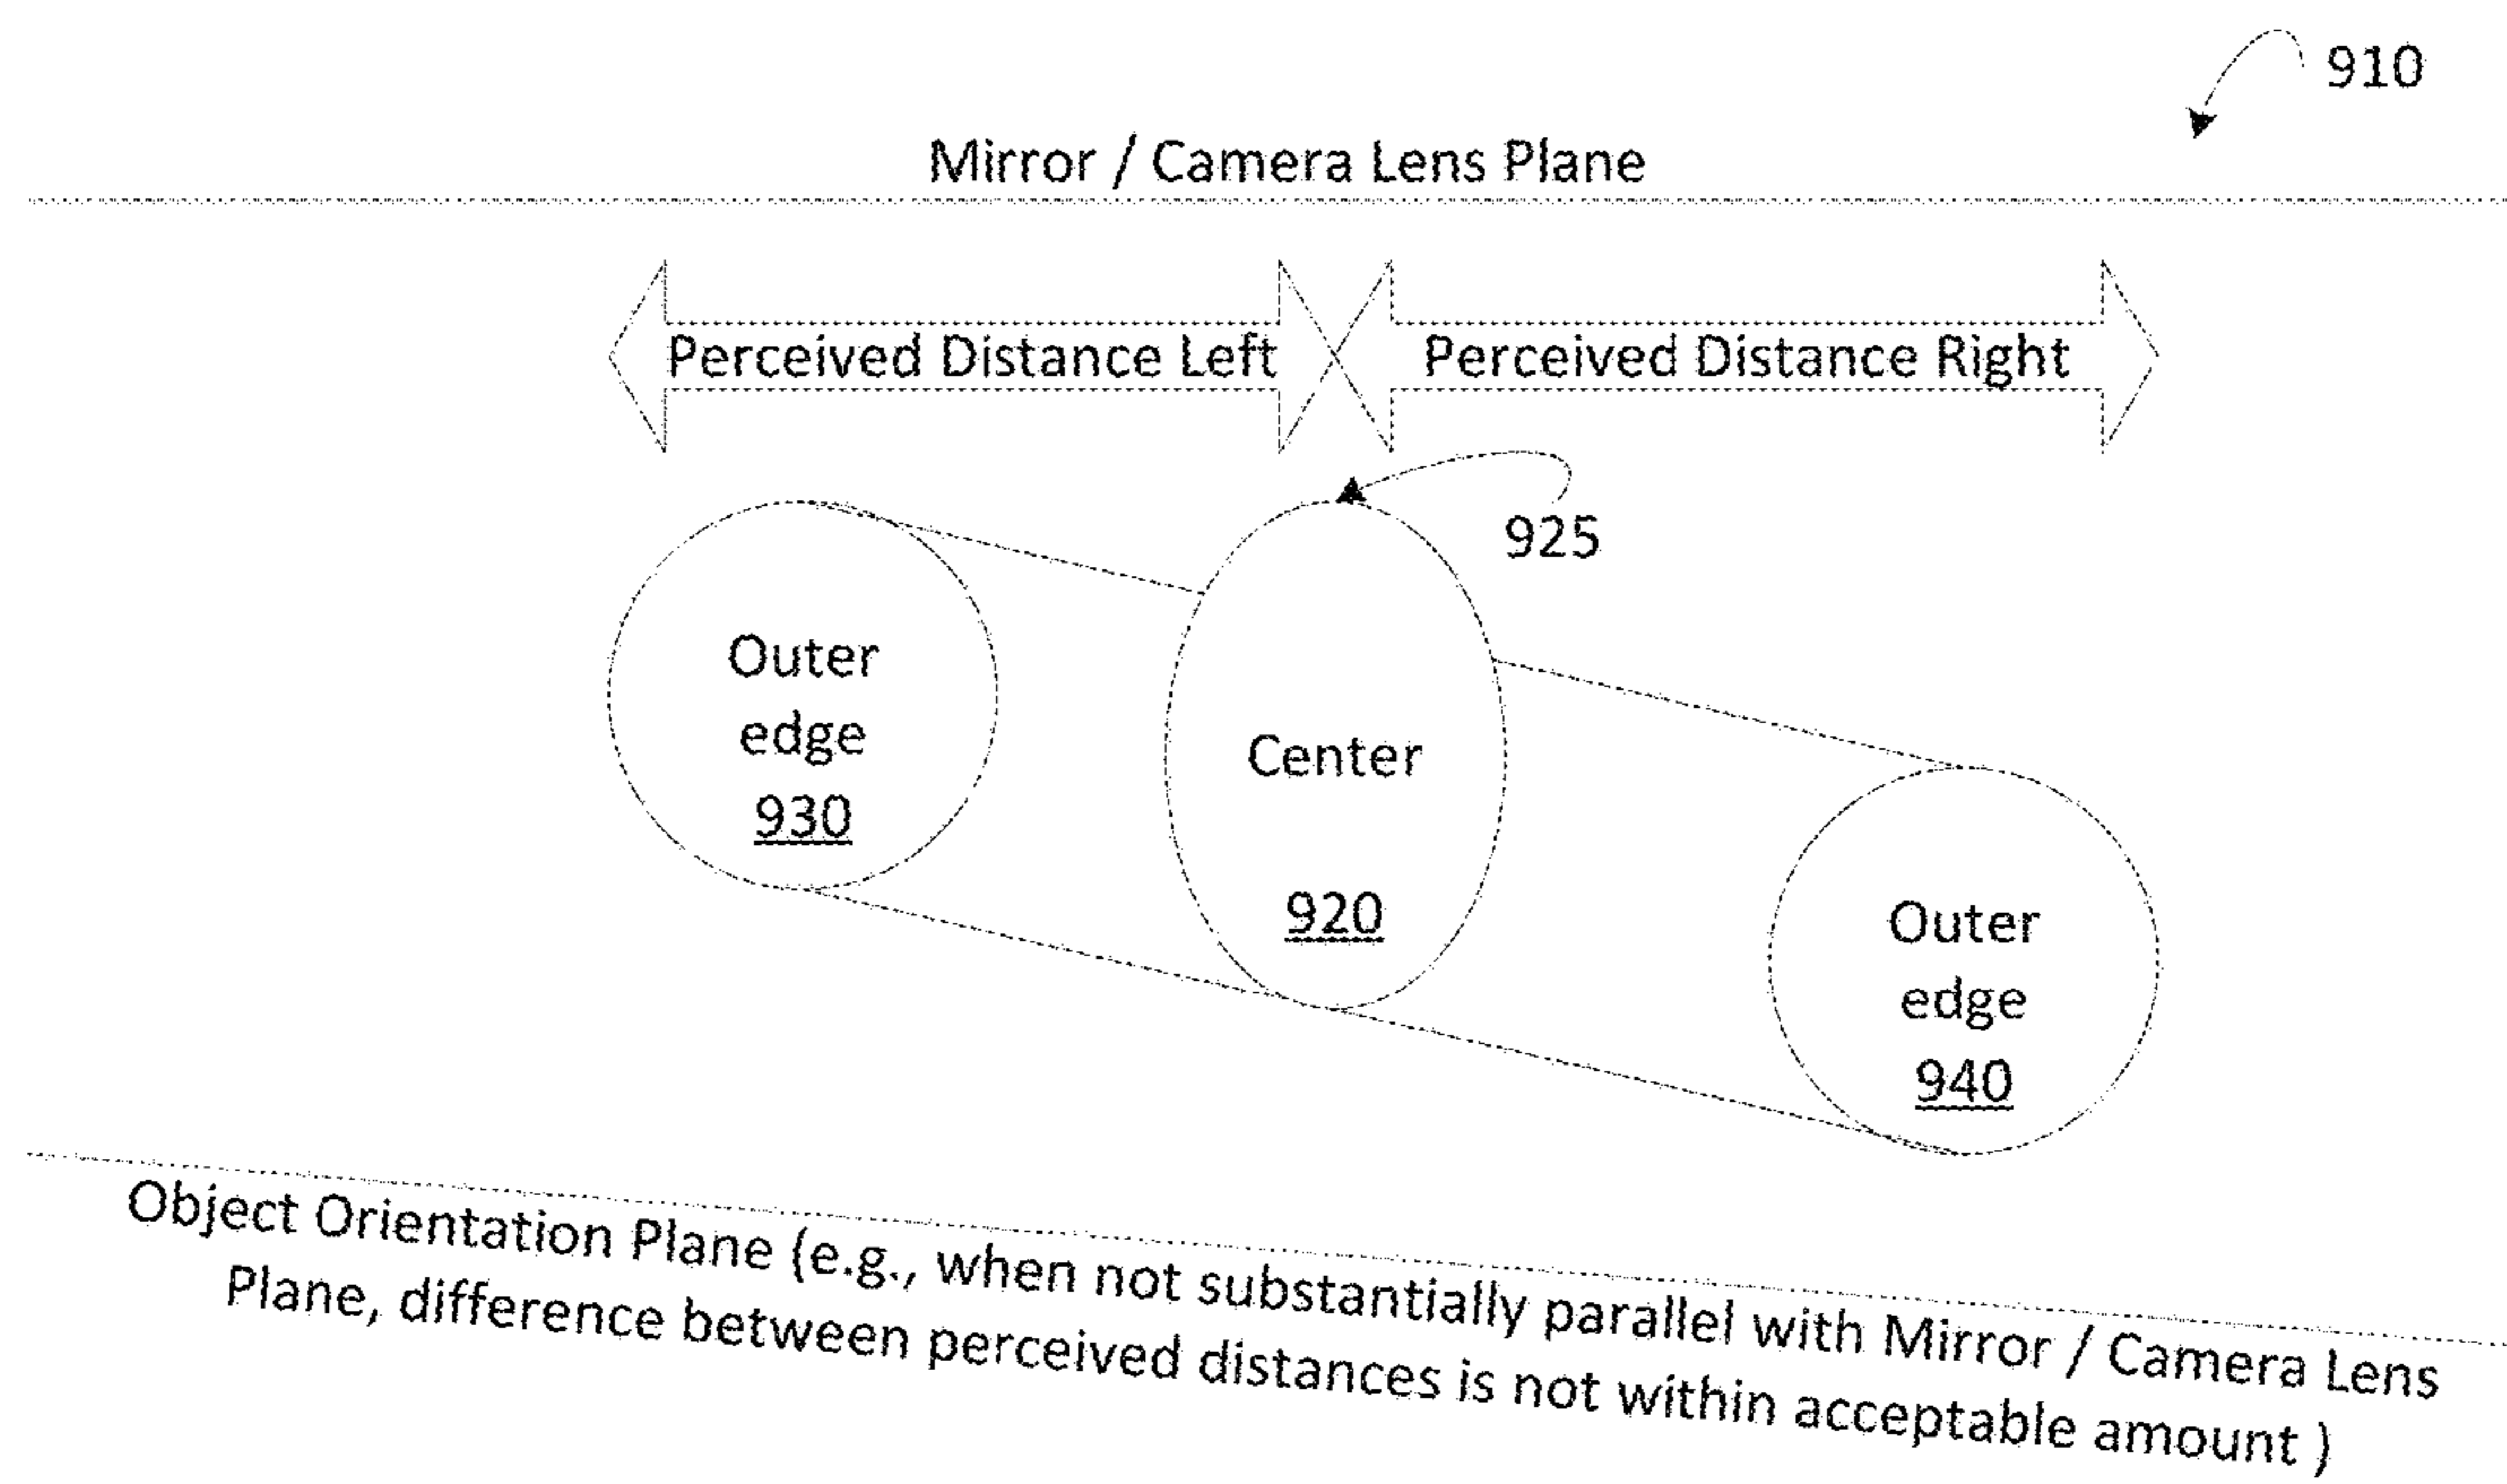 910
Mirror / Camera Lens Plane
Perceived Distance Left
Perceived Distance Right
925
Outer
edge
930
Center
920
Outer
edge
940
Object Orientation Plane (e.g., when not substantially parallel with Mirror / Camera Lens
Plane, difference between perceived distances is not within acceptable amount )